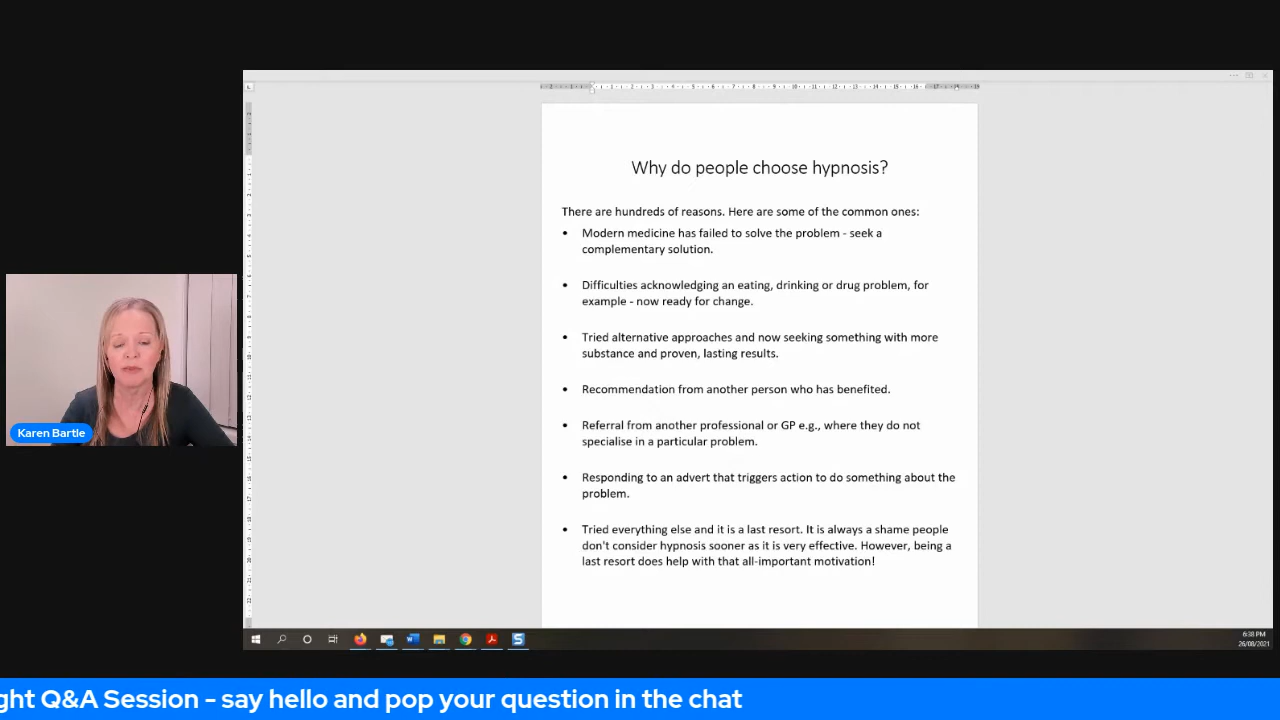 Why do people choose hypnosis?
There are hundreds of reasons. Here are some of the common ones:
• Modern medicine has failed to solve the problem - seek a
complementary solution.
• Difficulties acknowledging an eating, drinking or drug problem, for
example - now ready for change.
• Tried alternative approaches and now seeking something with more
substance and proven, lasting results.
• Recommendation from another person who has benefited.
• Referral from another professional or GP e.g., where they do not
specialise in a particular problem.
• Responding to an advert that triggers action to do something about the
problem.
• Tried everything else and it is a last resort. It is always a shame people
don't consider hypnosis sooner as it is very effective. However, being a
last resort does help with that all-important motivation!
Karen Bartle
6:38 PM
26/08/2021
ght Q&A Session - say hello and pop your question in the chat